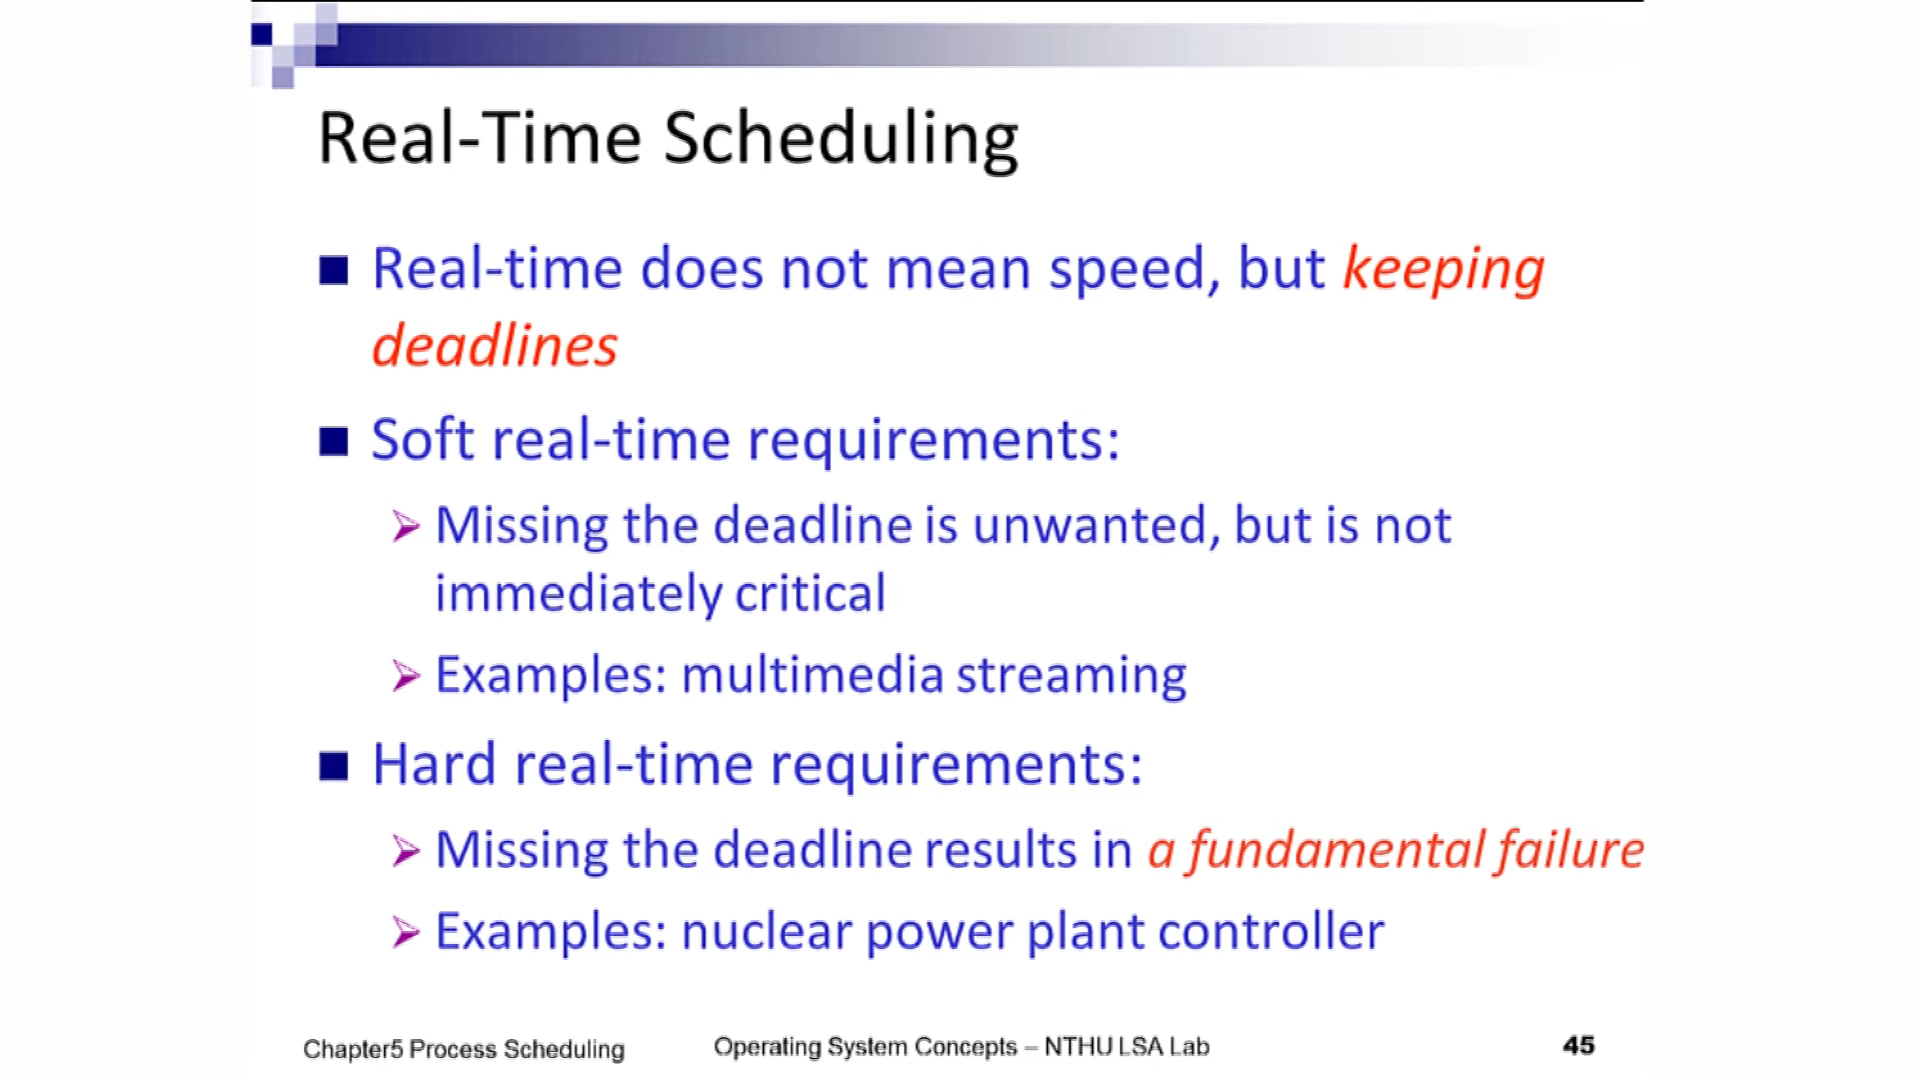 Real-Time Scheduling
Real-time does not mean speed, but keeping
deadlines
Soft real-time requirements:
Missing the deadline is unwanted, but is not
immediately critical
Examples: multimedia streaming
Hard real-time requirements:
Missing the deadline results in a fundamental failure
Examples: nuclear power plant controller
Chapter5 Process Scheduling
Operating System Concepts – NTHU LSA Lab
45